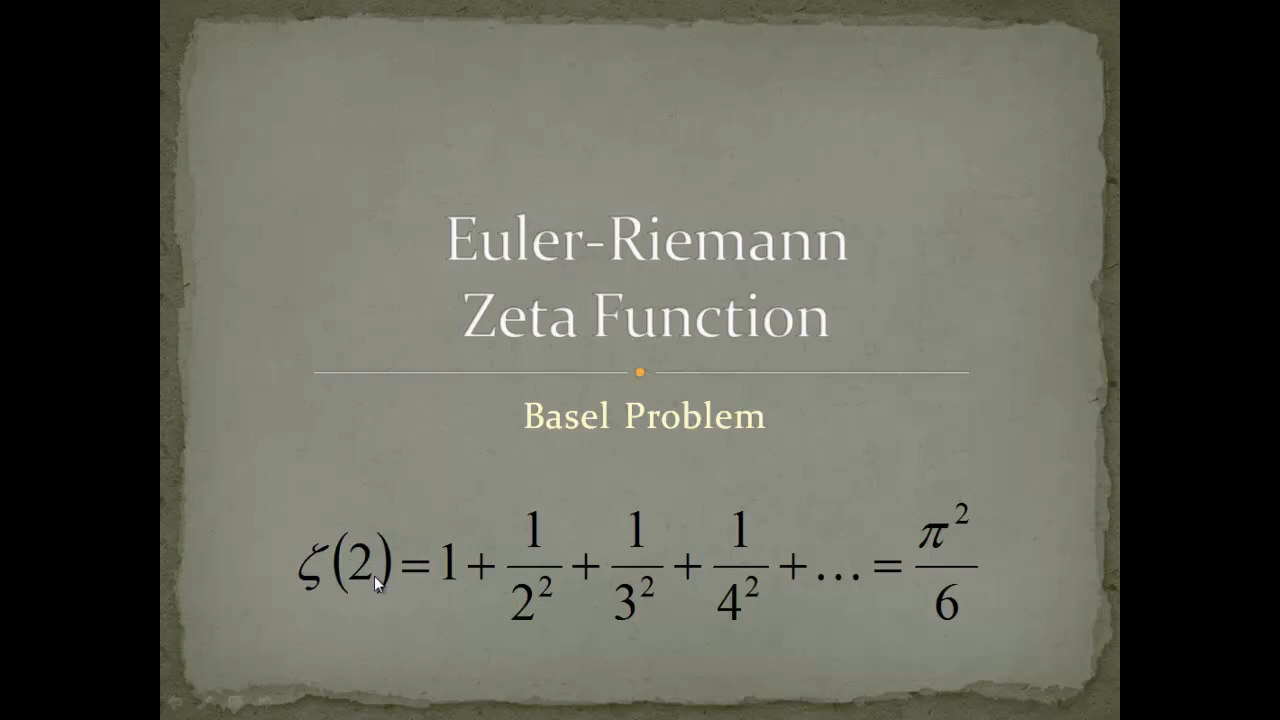 Euler-Riemann
Zeta Function
Basel Problem
ζ(2) = 1 + 1/2² + 1/3² + 1/4² + … = π²/6